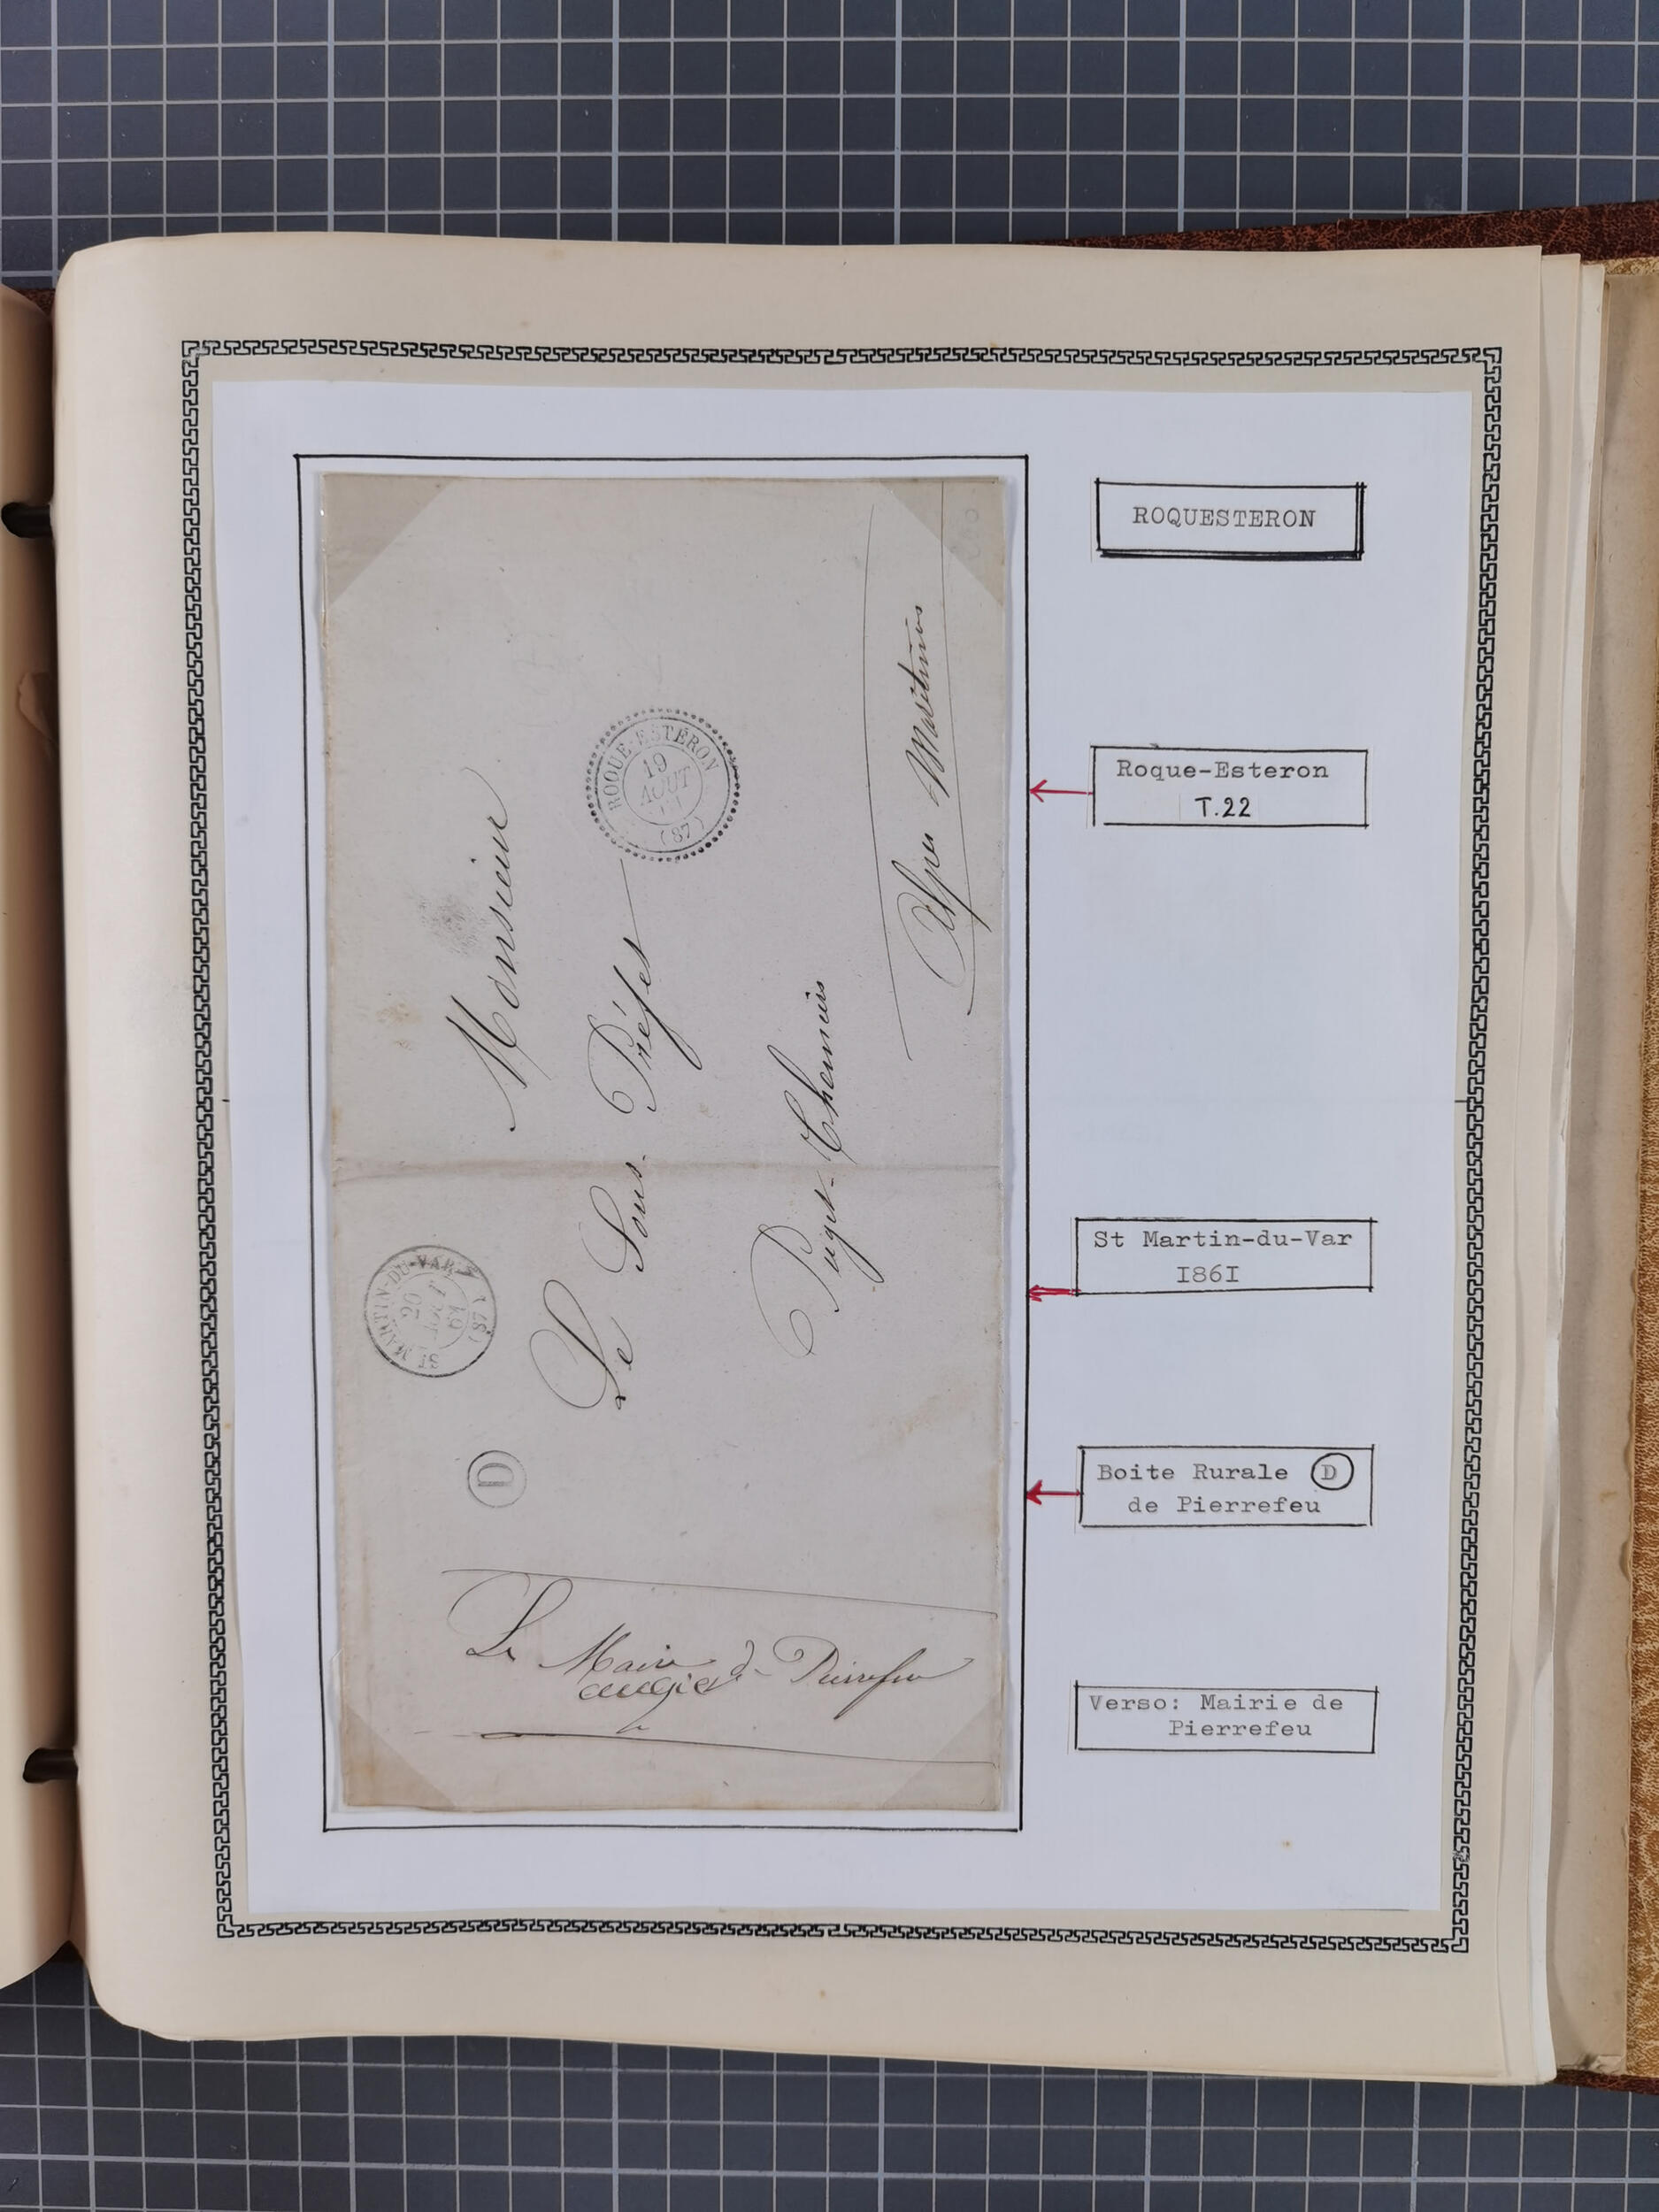 ROQUESTERON
Roque-Esteron
T.22
St Martin-du-Var
I86I
Boite Rurale D
de Pierrefeu
Verso: Mairie de
Pierrefeu
Monsieur
Le Sous-Préfet
Puget-Theniers
Alpes Maritimes
ROQUE-ESTÉRON
19
AOUT
(87)
ST MARTIN-DU-VAR
20
AOUT
(87)
D
Le Maire de Pierrefeu